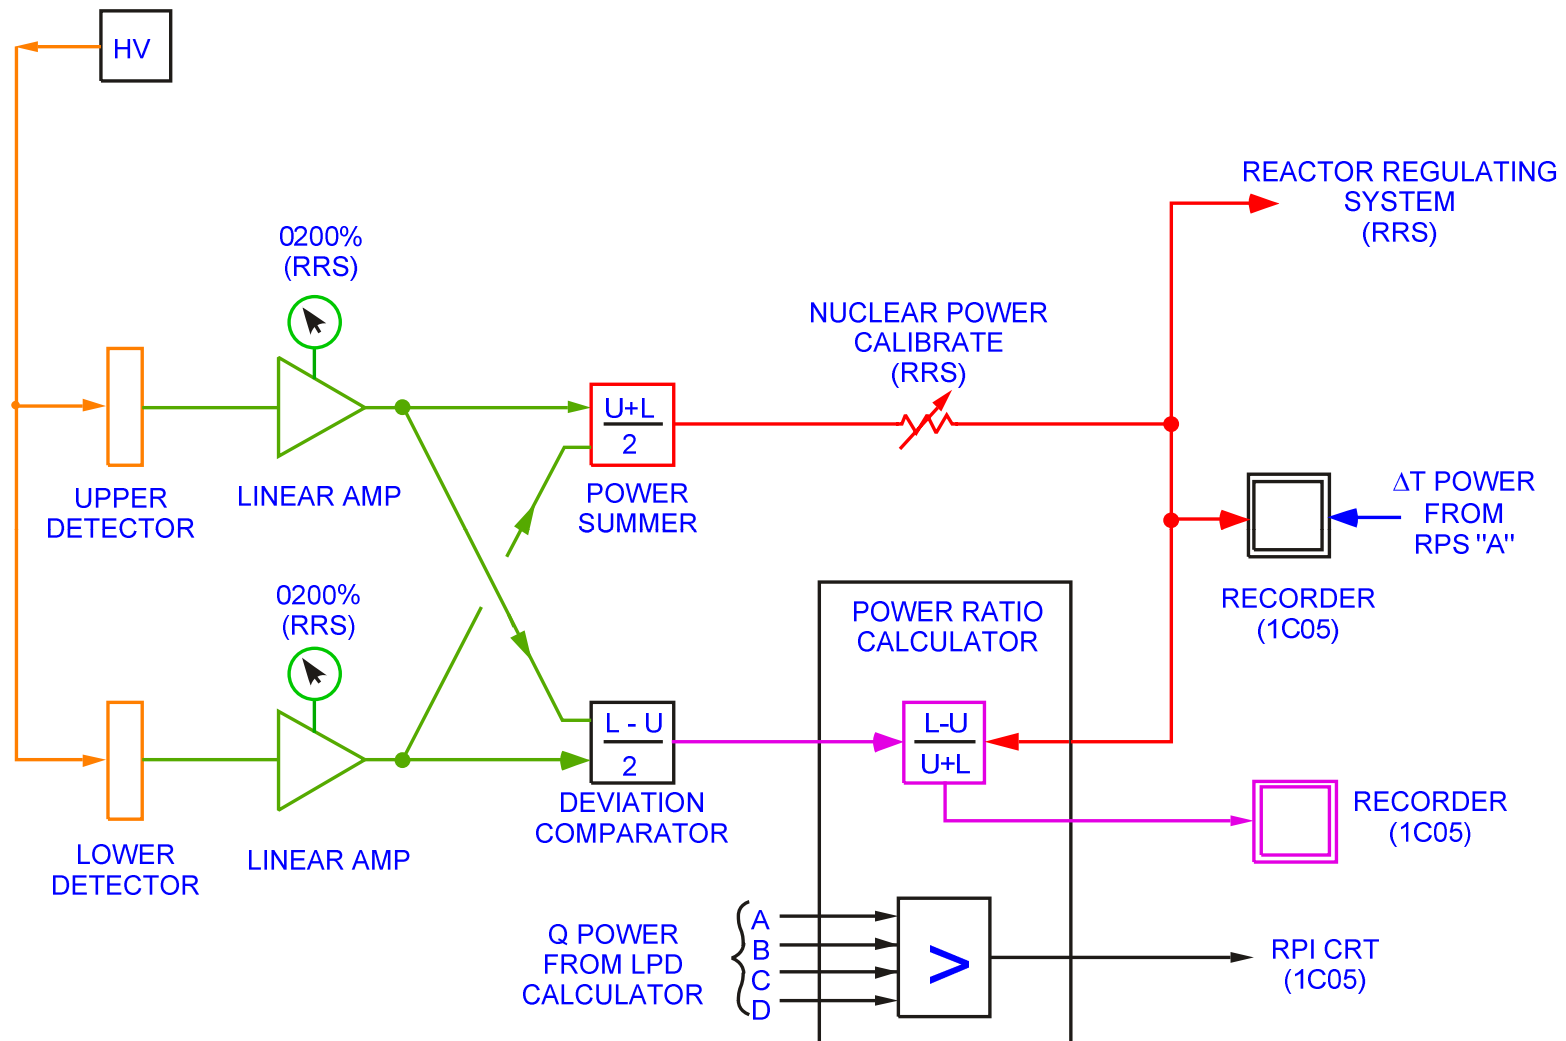 HV
REACTOR REGULATING
SYSTEM
(RRS)
0200%
(RRS)
NUCLEAR POWER
CALIBRATE
(RRS)
U+L
2
UPPER
DETECTOR
LINEAR AMP
POWER
SUMMER
ΔT POWER
FROM
RPS "A"
RECORDER
(1C05)
0200%
(RRS)
POWER RATIO
CALCULATOR
L - U
2
L-U
U+L
DEVIATION
COMPARATOR
RECORDER
(1C05)
LOWER
DETECTOR
LINEAR AMP
Q POWER
FROM LPD
CALCULATOR
A
B
C
D
>
RPI CRT
(1C05)